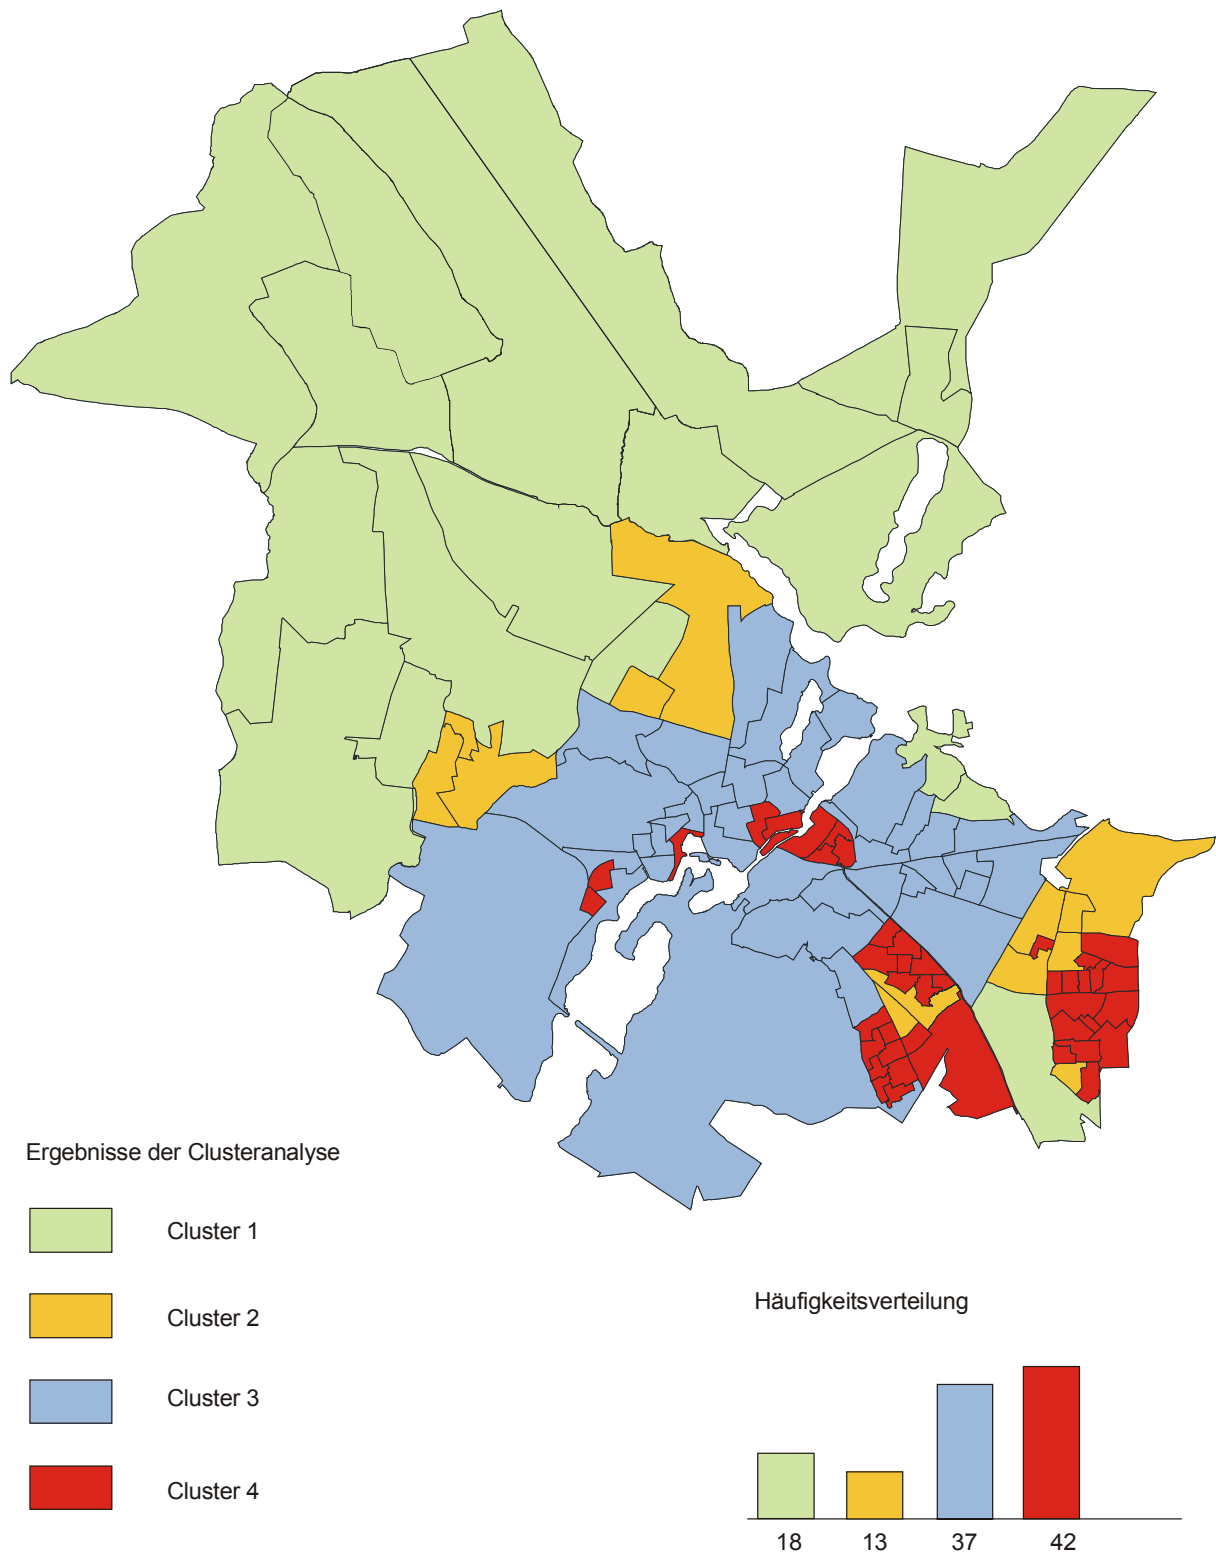 Ergebnisse der Clusteranalyse
Cluster 1
Cluster 2
Cluster 3
Cluster 4
Häufigkeitsverteilung
18 13 37 42